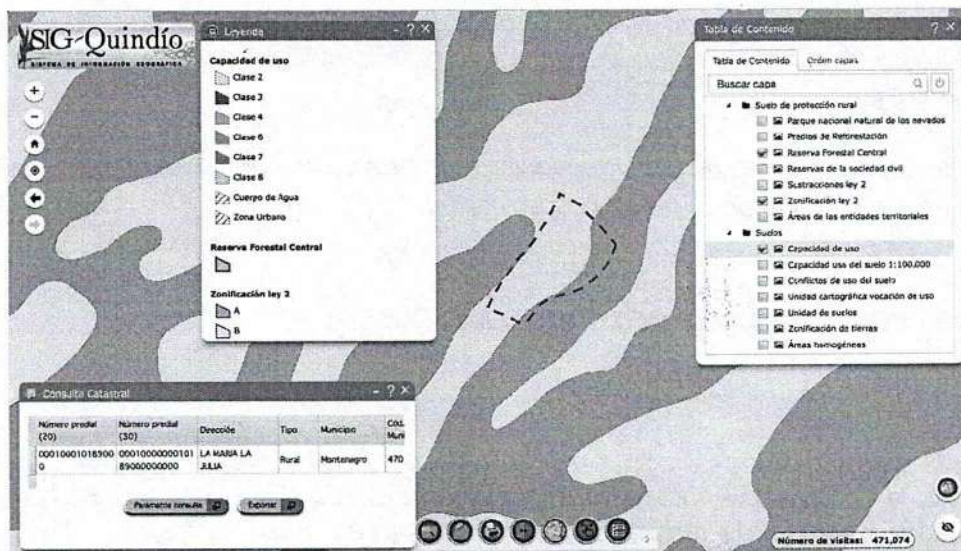 SIG-Quindío
SISTEMA DE INFORMACIÓN GEOGRÁFICA
Leyenda
Capacidad de uso
Clase 2
Clase 3
Clase 4
Clase 6
Clase 7
Clase 8
Cuerpo de Agua
Zona Urbano
Reserva Forestal Central
Zonificación ley 2
A
B
Tabla de Contenido
Tabla de Contenido
Orden capas
Buscar capa
Suelo de protección rural
Parque nacional natural de los nevados
Predios de Reforestación
Reserva Forestal Central
Reservas de la sociedad civil
Sustracciones ley 2
Zonificación ley 2
Áreas de las entidades territoriales
Suelos
Capacidad de uso
Capacidad uso del suelo 1:100.000
Conflictos de uso del suelo
Unidad cartográfica vocación de uso
Unidad de suelos
Zonificación de tierras
Áreas homogéneas
Consulta Catastral
Número predial (20)
Número predial (30)
Dirección
Tipo
Municipio
Cód. Muni
LA MARIA LA JULIA
Rural
Montenegro
470
Parametros consulta
Exportar
Número de visitas: 471,074